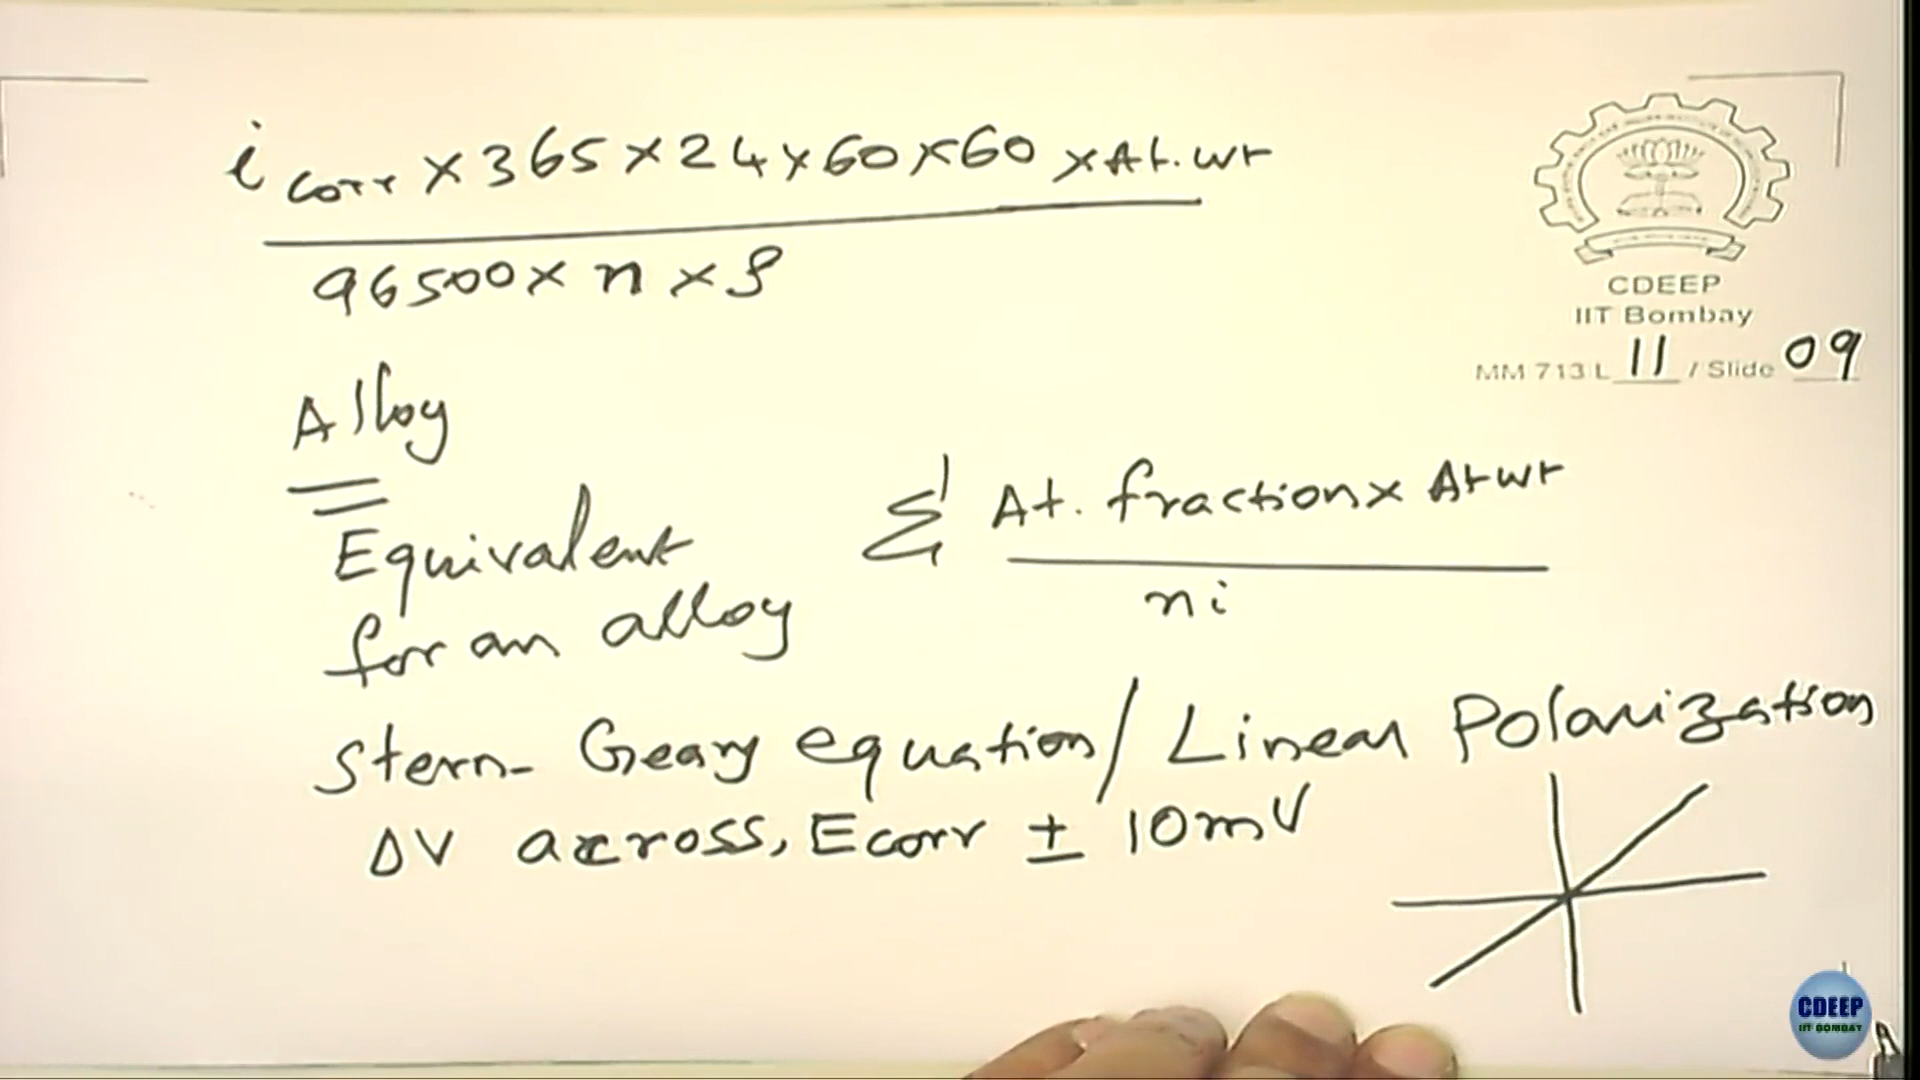 i corr × 365 × 24 × 60 × 60 × At. wt
96500 × n × ρ
CDEEP
IIT Bombay
MM 713 L 11 / Slide 09
Alloy
Equivalent
for an alloy
Σ At. fraction × At wt
ni
Stern-Geary equation / Linear Polarization
ΔV across, Ecorr ± 10mV
CDEEP
IIT BOMBAY